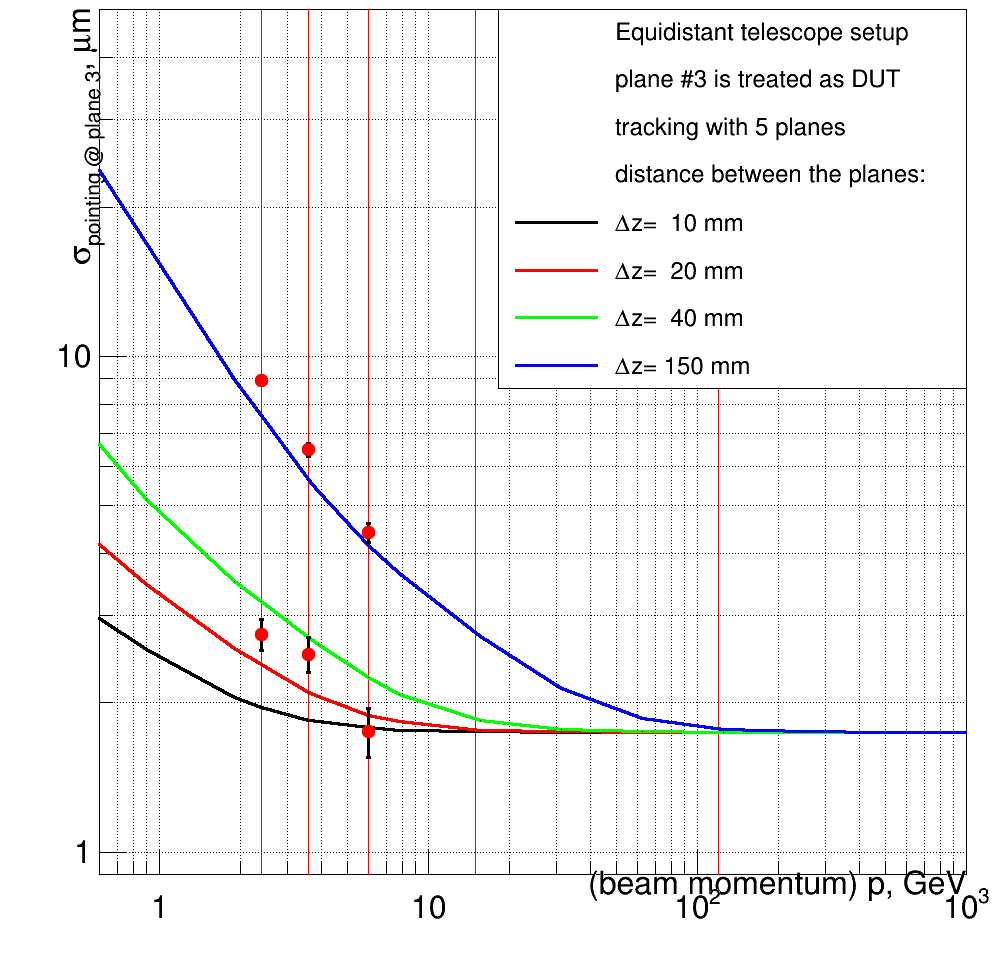 σpointing @ plane 3, μm
Equidistant telescope setup
plane #3 is treated as DUT
tracking with 5 planes
distance between the planes:
Δz= 10 mm
Δz= 20 mm
Δz= 40 mm
Δz= 150 mm
10
1
(beam momentum) p, GeV
1 10 10² 10³